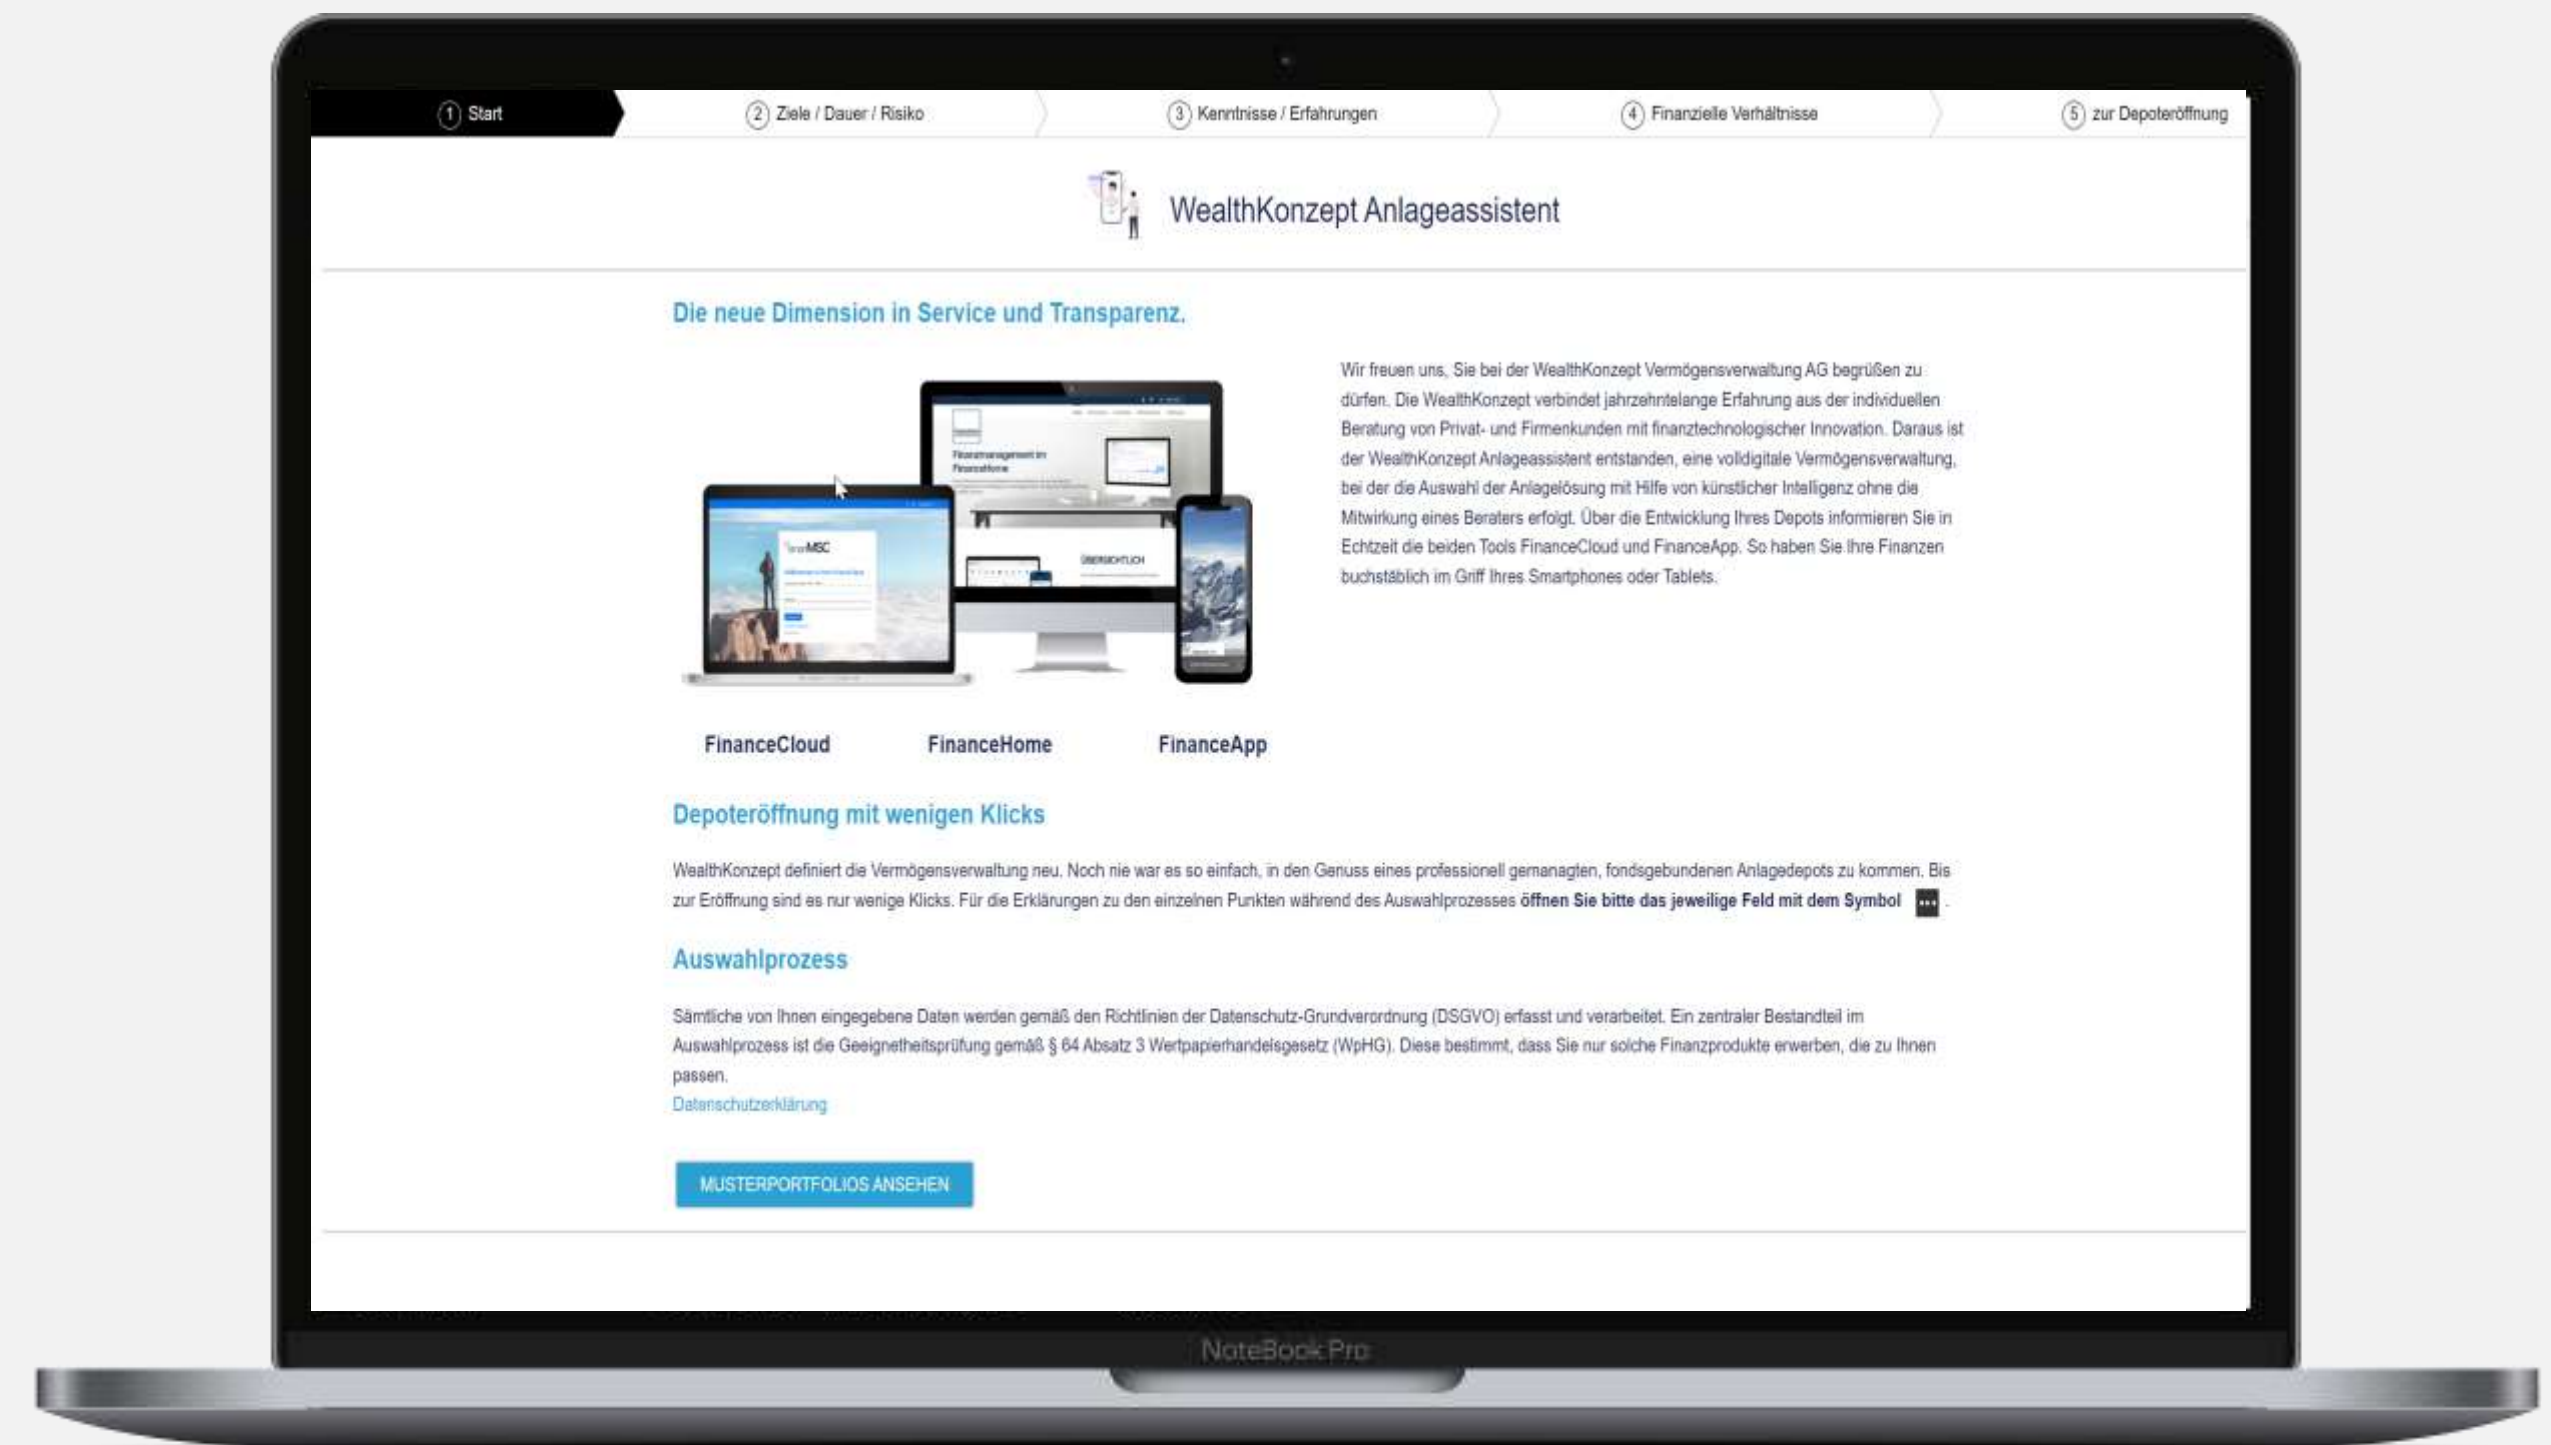 1 Start
2 Ziele / Dauer / Risiko
3 Kenntnisse / Erfahrungen
4 Finanzielle Verhältnisse
5 zur Depoteröffnung
WealthKonzept Anlageassistent
Die neue Dimension in Service und Transparenz.
Finanzmanagement im
FinanceHome
MSC
ÜBERSICHTLICH
Wir freuen uns, Sie bei der WealthKonzept Vermögensverwaltung AG begrüßen zu
dürfen. Die WealthKonzept verbindet jahrzehntelange Erfahrung aus der individuellen
Beratung von Privat- und Firmenkunden mit finanztechnologischer Innovation. Daraus ist
der WealthKonzept Anlageassistent entstanden, eine volldigitale Vermögensverwaltung,
bei der die Auswahl der Anlagelösung mit Hilfe von künstlicher Intelligenz ohne die
Mitwirkung eines Beraters erfolgt. Über die Entwicklung Ihres Depots informieren Sie in
Echtzeit die beiden Tools FinanceCloud und FinanceApp. So haben Sie Ihre Finanzen
buchstäblich im Griff Ihres Smartphones oder Tablets.
FinanceCloud
FinanceHome
FinanceApp
Depoteröffnung mit wenigen Klicks
WealthKonzept definiert die Vermögensverwaltung neu. Noch nie war es so einfach, in den Genuss eines professionell gemanagten, fondsgebundenen Anlagedepots zu kommen. Bis
zur Eröffnung sind es nur wenige Klicks. Für die Erklärungen zu den einzelnen Punkten während des Auswahlprozesses öffnen Sie bitte das jeweilige Feld mit dem Symbol ... .
Auswahlprozess
Sämtliche von Ihnen eingegebene Daten werden gemäß den Richtlinien der Datenschutz-Grundverordnung (DSGVO) erfasst und verarbeitet. Ein zentraler Bestandteil im
Auswahlprozess ist die Geeignetheitsprüfung gemäß § 64 Absatz 3 Wertpapierhandelsgesetz (WpHG). Diese bestimmt, dass Sie nur solche Finanzprodukte erwerben, die zu Ihnen
passen.
Datenschutzerklärung
MUSTERPORTFOLIOS ANSEHEN
NoteBook Pro